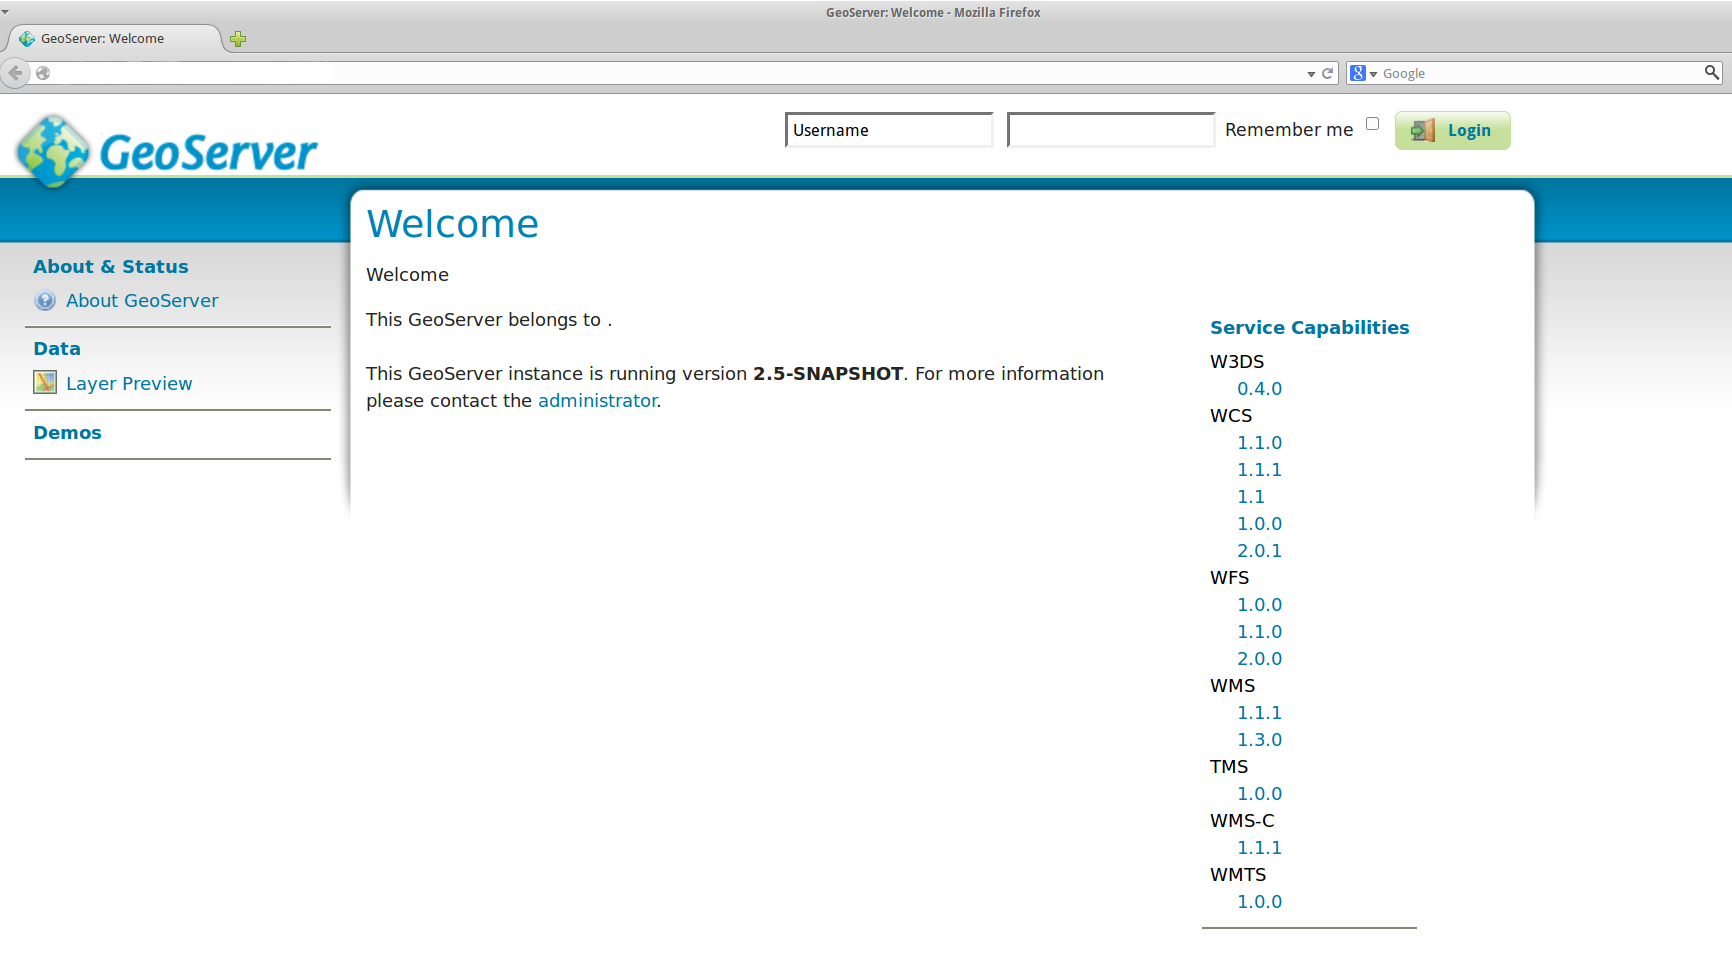 GeoServer: Welcome - Mozilla Firefox
GeoServer: Welcome
Google
GeoServer
Username
Remember me
Login
Welcome
About & Status
About GeoServer
Data
Layer Preview
Demos
Welcome
This GeoServer belongs to .
This GeoServer instance is running version 2.5-SNAPSHOT. For more information
please contact the administrator.
Service Capabilities
W3DS
0.4.0
WCS
1.1.0
1.1.1
1.1
1.0.0
2.0.1
WFS
1.0.0
1.1.0
2.0.0
WMS
1.1.1
1.3.0
TMS
1.0.0
WMS-C
1.1.1
WMTS
1.0.0